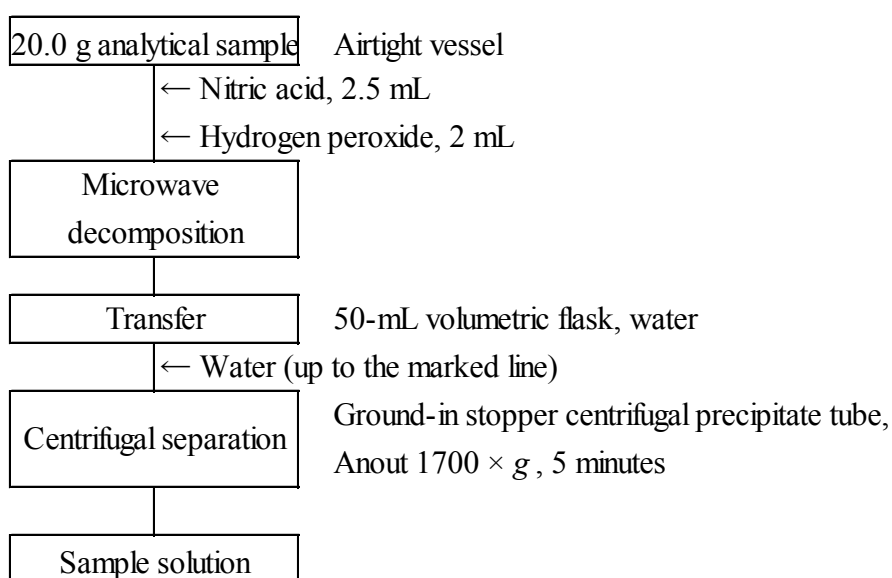 20.0 g analytical sample Airtight vessel
← Nitric acid, 2.5 mL
← Hydrogen peroxide, 2 mL
Microwave
decomposition
Transfer 50-mL volumetric flask, water
← Water (up to the marked line)
Centrifugal separation
Ground-in stopper centrifugal precipitate tube,
Anout 1700 × g , 5 minutes
Sample solution